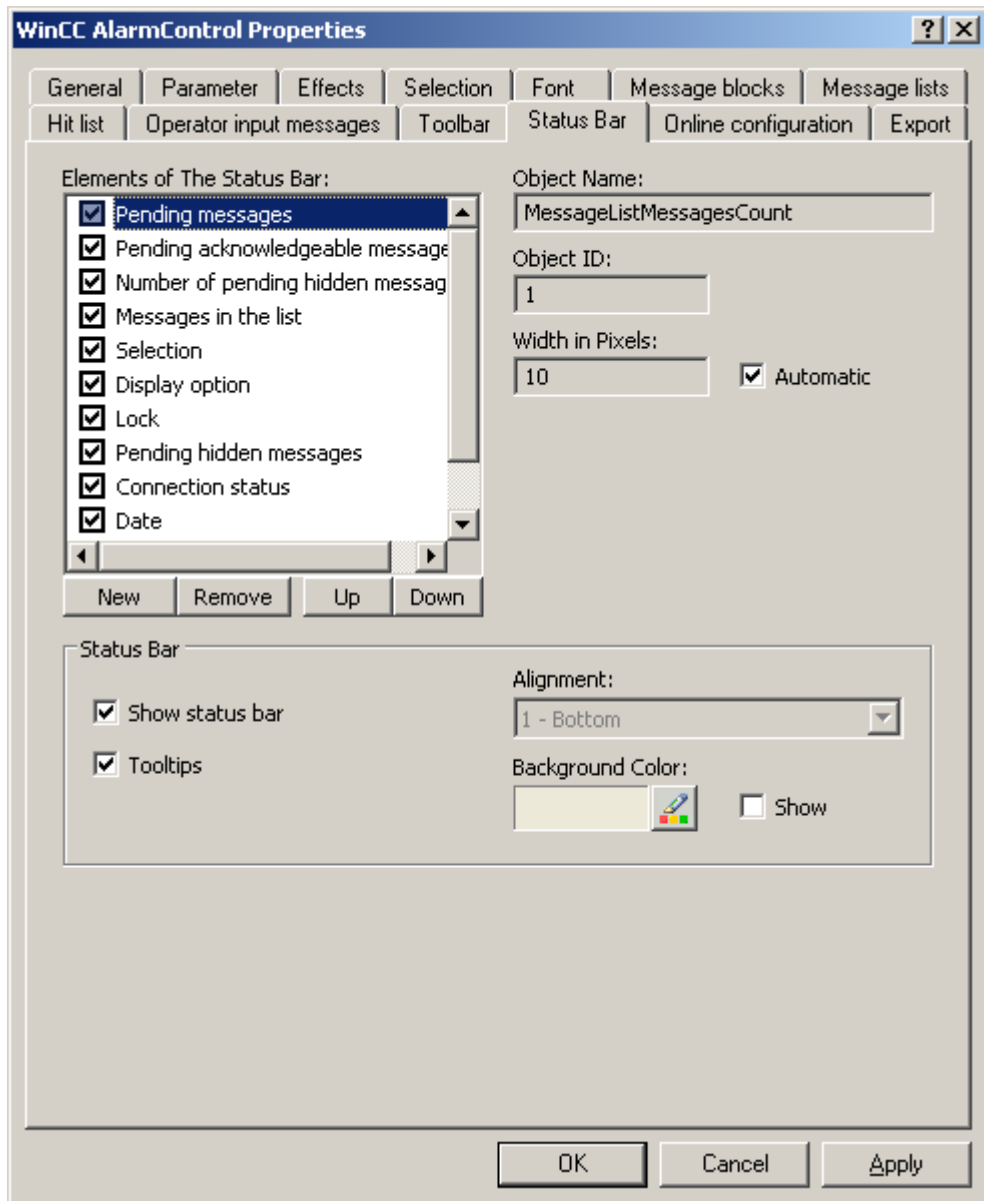 WinCC AlarmControl Properties
General Parameter Effects Selection Font Message blocks Message lists
Hit list Operator input messages Toolbar Status Bar Online configuration Export
Elements of The Status Bar:
Pending messages
Pending acknowledgeable message
Number of pending hidden messag
Messages in the list
Selection
Display option
Lock
Pending hidden messages
Connection status
Date
New Remove Up Down
Object Name:
MessageListMessagesCount
Object ID:
1
Width in Pixels:
10 Automatic
Status Bar
Show status bar
Tooltips
Alignment:
1 - Bottom
Background Color:
Show
OK Cancel Apply